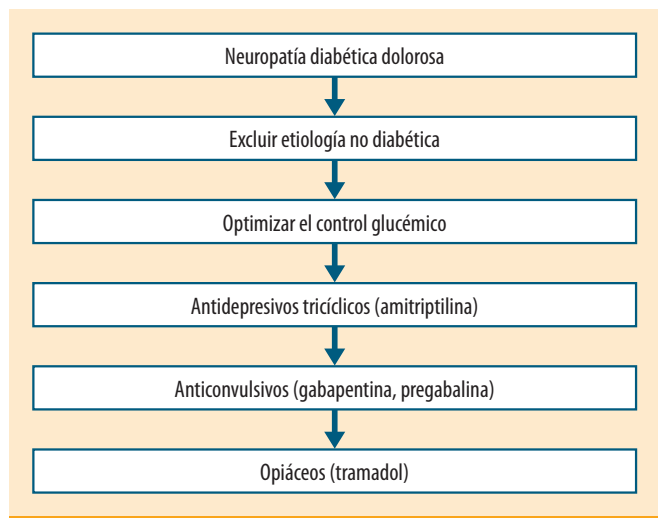 Neuropatía diabética dolorosa
Excluir etiología no diabética
Optimizar el control glucémico
Antidepresivos tricíclicos (amitriptilina)
Anticonvulsivos (gabapentina, pregabalina)
Opiáceos (tramadol)